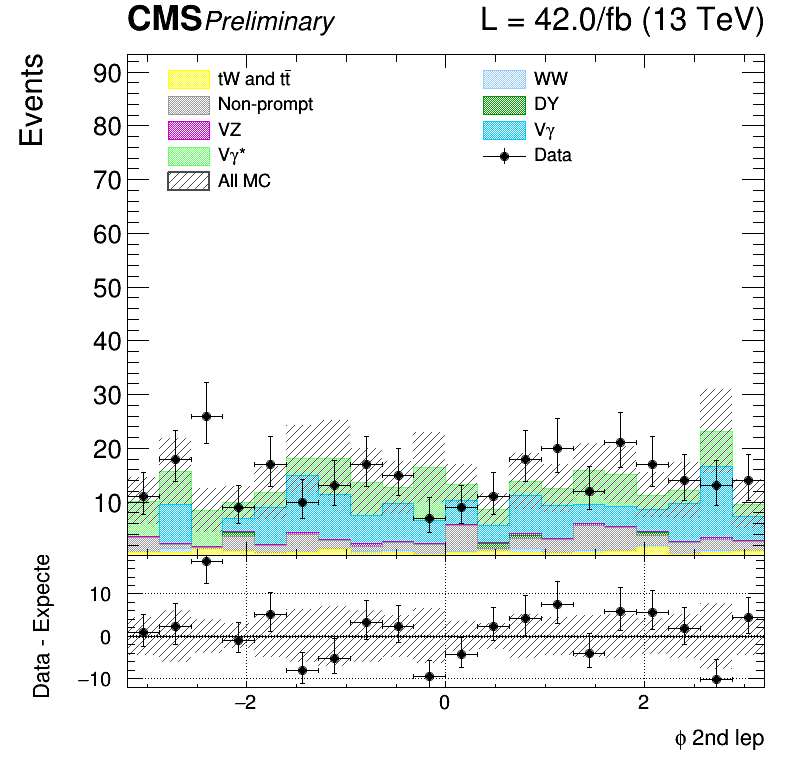 CMS Preliminary L = 42.0/fb (13 TeV)
Events
90
80
70
60
50
40
30
20
10
tW and tt̄
Non-prompt
VZ
Vγ*
All MC
WW
DY
Vγ
Data
Data - Expecte
10
0
−10
−2 0 2
ϕ 2nd lep